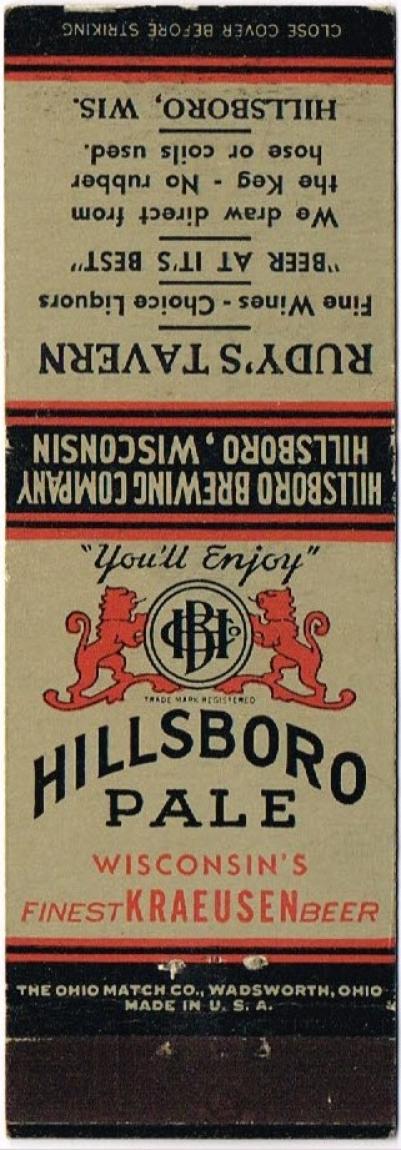 CLOSE COVER BEFORE STRIKING
RUDY'S TAVERN
Fine Wines - Choice Liquors
"BEER AT IT'S BEST"
We draw direct from
the Keg - No rubber
hose or coils used.
HILLSBORO, WIS.
HILLSBORO BREWING COMPANY
HILLSBORO, WISCONSIN
"You'll Enjoy"
HBCo
TRADE MARK REGISTERED
HILLSBORO
PALE
WISCONSIN'S
FINEST KRAEUSEN BEER
THE OHIO MATCH CO., WADSWORTH, OHIO
MADE IN U. S. A.